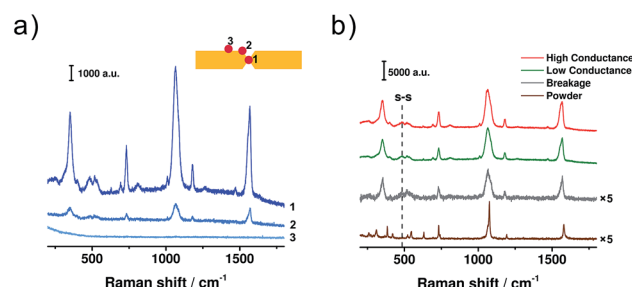 a)
3
2
1
1000 a.u.
1
2
3
500
1000
1500
Raman shift / cm-1
b)
5000 a.u.
High Conductance
Low Conductance
Breakage
Powder
s-s
×5
×5
500
1000
1500
Raman shift / cm-1